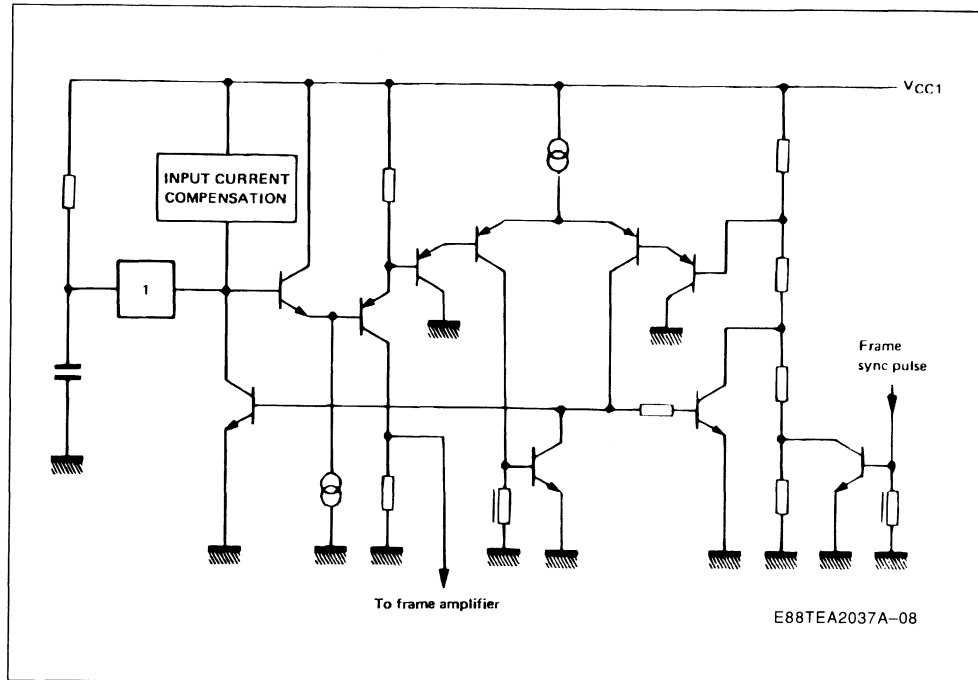 VCC1
INPUT CURRENT
COMPENSATION
1
Frame
sync pulse
To frame amplifier
E88TEA2037A-08